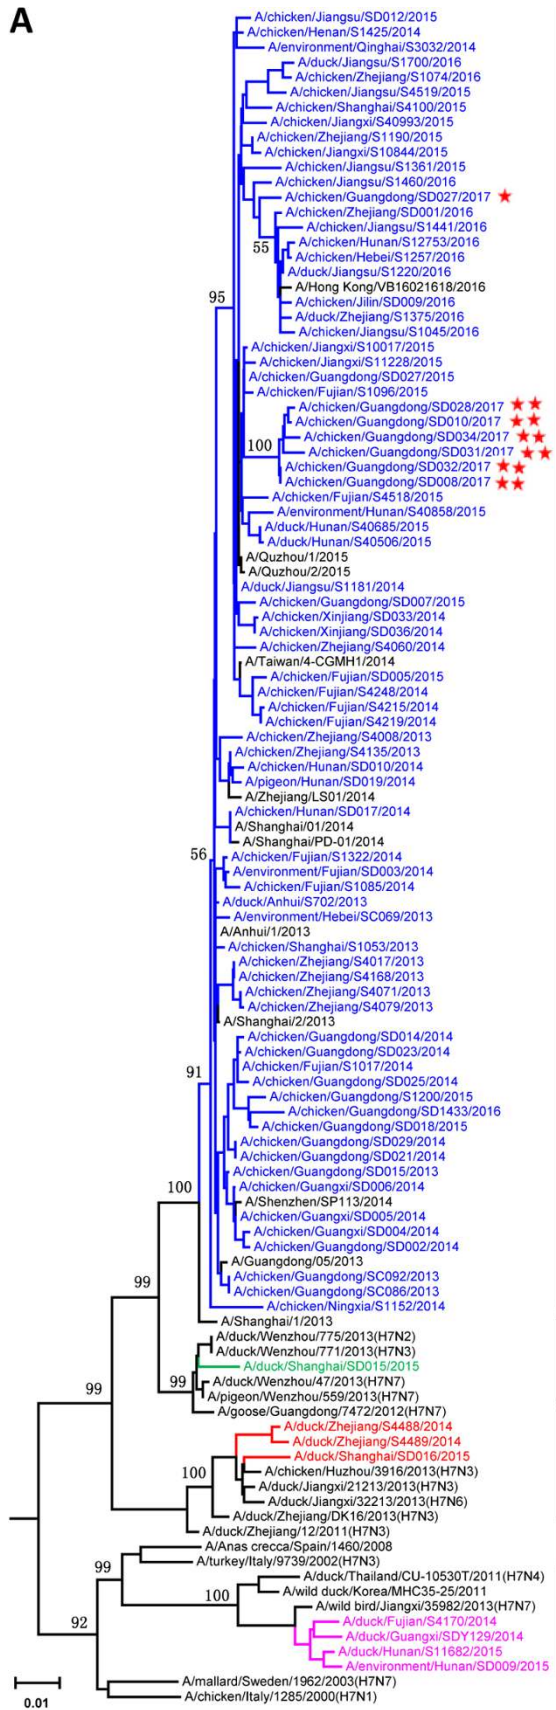 A
A/chicken/Jiangsu/SD012/2015
A/chicken/Henan/S1425/2014
A/environment/Qinghai/S3032/2014
A/duck/Jiangsu/S1700/2016
A/chicken/Zhejiang/S1074/2016
A/chicken/Jiangsu/S4519/2015
A/chicken/Shanghai/S4100/2015
A/chicken/Jiangxi/S40993/2015
A/chicken/Zhejiang/S1190/2015
A/chicken/Jiangxi/S10844/2015
A/chicken/Jiangsu/S1361/2015
A/chicken/Jiangsu/S1460/2016
A/chicken/Guangdong/SD027/2017
A/chicken/Zhejiang/SD001/2016
A/chicken/Jiangsu/S1441/2016
55
A/chicken/Hunan/S12753/2016
A/chicken/Hebei/S1257/2016
A/duck/Jiangsu/S1220/2016
A/Hong Kong/VB16021618/2016
95
A/chicken/Jilin/SD009/2016
A/duck/Zhejiang/S1375/2016
A/chicken/Jiangsu/S1045/2016
A/chicken/Jiangxi/S10017/2015
A/chicken/Jiangxi/S11228/2015
A/chicken/Guangdong/SD027/2015
A/chicken/Fujian/S1096/2015
A/chicken/Guangdong/SD028/2017
A/chicken/Guangdong/SD010/2017
A/chicken/Guangdong/SD034/2017
100
A/chicken/Guangdong/SD031/2017
A/chicken/Guangdong/SD032/2017
A/chicken/Guangdong/SD008/2017
A/chicken/Fujian/S4518/2015
A/environment/Hunan/S40858/2015
A/duck/Hunan/S40685/2015
A/duck/Hunan/S40506/2015
A/Quzhou/1/2015
A/Quzhou/2/2015
A/duck/Jiangsu/S1181/2014
A/chicken/Guangdong/SD007/2015
A/chicken/Xinjiang/SD033/2014
A/chicken/Xinjiang/SD036/2014
A/chicken/Zhejiang/S4060/2014
A/Taiwan/4-CGMH1/2014
A/chicken/Fujian/SD005/2015
A/chicken/Fujian/S4248/2014
A/chicken/Fujian/S4215/2014
A/chicken/Fujian/S4219/2014
A/chicken/Zhejiang/S4008/2013
A/chicken/Zhejiang/S4135/2013
A/chicken/Hunan/SD010/2014
A/pigeon/Hunan/SD019/2014
A/Zhejiang/LS01/2014
A/chicken/Hunan/SD017/2014
A/Shanghai/01/2014
A/Shanghai/PD-01/2014
56
A/chicken/Fujian/S1322/2014
A/environment/Fujian/SD003/2014
A/chicken/Fujian/S1085/2014
A/duck/Anhui/S702/2013
A/environment/Hebei/SC069/2013
A/Anhui/1/2013
A/chicken/Shanghai/S1053/2013
A/chicken/Zhejiang/S4017/2013
A/chicken/Zhejiang/S4168/2013
A/chicken/Zhejiang/S4071/2013
A/chicken/Zhejiang/S4079/2013
A/Shanghai/2/2013
A/chicken/Guangdong/SD014/2014
A/chicken/Guangdong/SD023/2014
A/chicken/Fujian/S1017/2014
91
A/chicken/Guangdong/SD025/2014
A/chicken/Guangdong/S1200/2015
A/chicken/Guangdong/SD1433/2016
A/chicken/Guangdong/SD018/2015
A/chicken/Guangdong/SD029/2014
A/chicken/Guangdong/SD021/2014
A/chicken/Guangdong/SD015/2013
100
A/chicken/Guangxi/SD006/2014
A/Shenzhen/SP113/2014
A/chicken/Guangxi/SD005/2014
A/chicken/Guangxi/SD004/2014
A/chicken/Guangdong/SD002/2014
A/Guangdong/05/2013
A/chicken/Guangdong/SC092/2013
99
A/chicken/Guangdong/SC086/2013
A/chicken/Ningxia/S1152/2014
A/Shanghai/1/2013
A/duck/Wenzhou/775/2013(H7N2)
A/duck/Wenzhou/771/2013(H7N3)
A/duck/Shanghai/SD015/2015
99
A/duck/Wenzhou/47/2013(H7N7)
99
A/pigeon/Wenzhou/559/2013(H7N7)
A/goose/Guangdong/7472/2012(H7N7)
A/duck/Zhejiang/S4488/2014
A/duck/Zhejiang/S4489/2014
A/duck/Shanghai/SD016/2015
100
A/chicken/Huzhou/3916/2013(H7N3)
A/duck/Jiangxi/21213/2013(H7N3)
A/duck/Jiangxi/32213/2013(H7N6)
A/duck/Zhejiang/DK16/2013(H7N3)
A/duck/Zhejiang/12/2011(H7N3)
A/Anas crecca/Spain/1460/2008
99
A/turkey/Italy/9739/2002(H7N3)
A/duck/Thailand/CU-10530T/2011(H7N4)
100
A/wild duck/Korea/MHC35-25/2011
A/wild bird/Jiangxi/35982/2013(H7N7)
92
A/duck/Fujian/S4170/2014
A/duck/Guangxi/SDY129/2014
A/duck/Hunan/S11682/2015
A/environment/Hunan/SD009/2015
A/mallard/Sweden/1962/2003(H7N7)
A/chicken/Italy/1285/2000(H7N1)
0.01